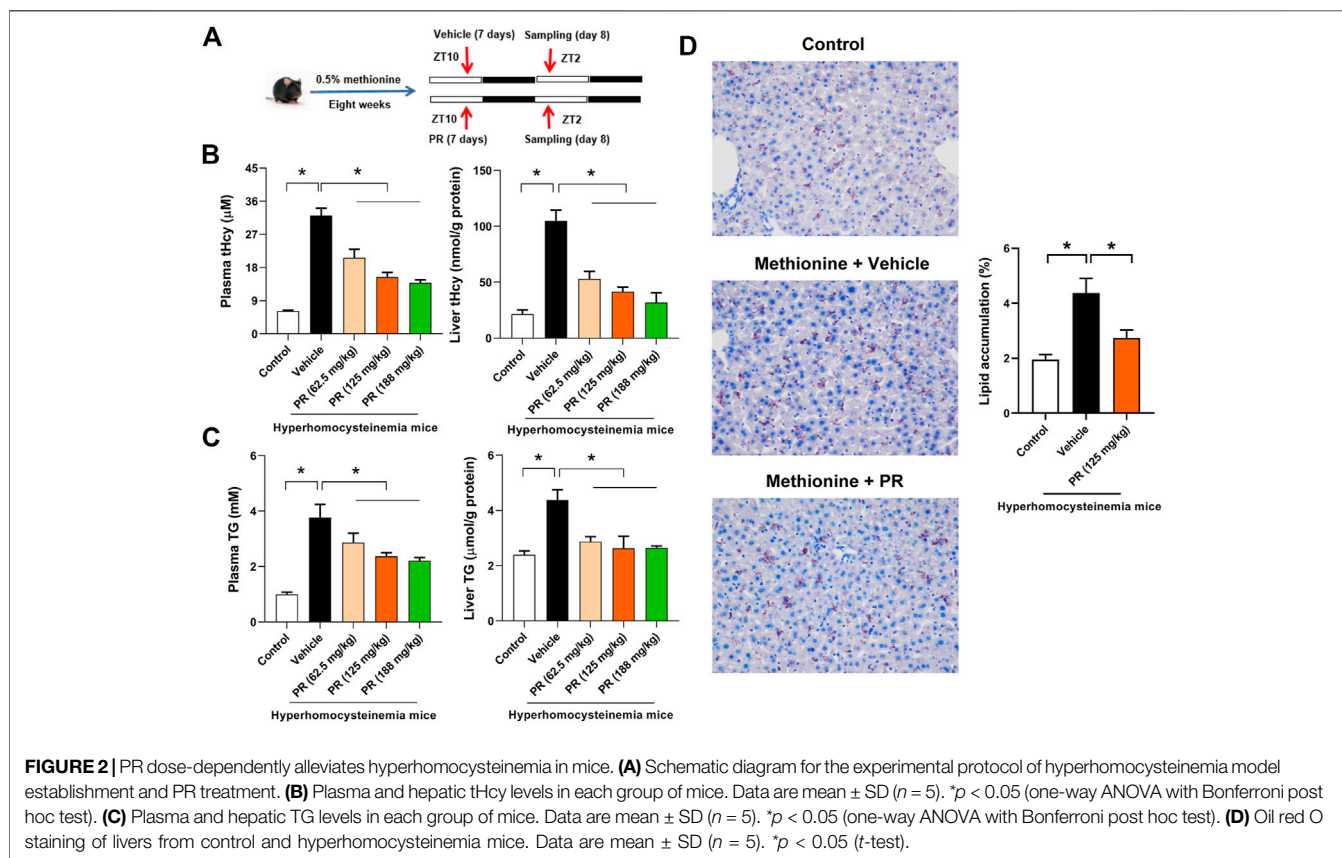 A
Vehicle (7 days) Sampling (day 8)
ZT10 ZT2
0.5% methionine
Eight weeks
ZT10 ZT2
PR (7 days) Sampling (day 8)
B
Plasma tHcy (μM)
36
27
18
9
0
* *
Control
Vehicle
PR (62.5 mg/kg)
PR (125 mg/kg)
PR (188 mg/kg)
Hyperhomocysteinemia mice
Liver tHcy (nmol/g protein)
150
100
50
0
* *
Control
Vehicle
PR (62.5 mg/kg)
PR (125 mg/kg)
PR (188 mg/kg)
Hyperhomocysteinemia mice
C
Plasma TG (mM)
6
4
2
0
* *
Control
Vehicle
PR (62.5 mg/kg)
PR (125 mg/kg)
PR (188 mg/kg)
Hyperhomocysteinemia mice
Liver TG (μmol/g protein)
6
4
2
0
* *
Control
Vehicle
PR (62.5 mg/kg)
PR (125 mg/kg)
PR (188 mg/kg)
Hyperhomocysteinemia mice
D
Control
Methionine + Vehicle
Methionine + PR
Lipid accumulation (%)
6
4
2
0
* *
Control
Vehicle
PR (125 mg/kg)
Hyperhomocysteinemia mice
FIGURE 2 | PR dose-dependently alleviates hyperhomocysteinemia in mice. (A) Schematic diagram for the experimental protocol of hyperhomocysteinemia model
establishment and PR treatment. (B) Plasma and hepatic tHcy levels in each group of mice. Data are mean ± SD (n = 5). *p < 0.05 (one-way ANOVA with Bonferroni post
hoc test). (C) Plasma and hepatic TG levels in each group of mice. Data are mean ± SD (n = 5). *p < 0.05 (one-way ANOVA with Bonferroni post hoc test). (D) Oil red O
staining of livers from control and hyperhomocysteinemia mice. Data are mean ± SD (n = 5). *p < 0.05 (t-test).